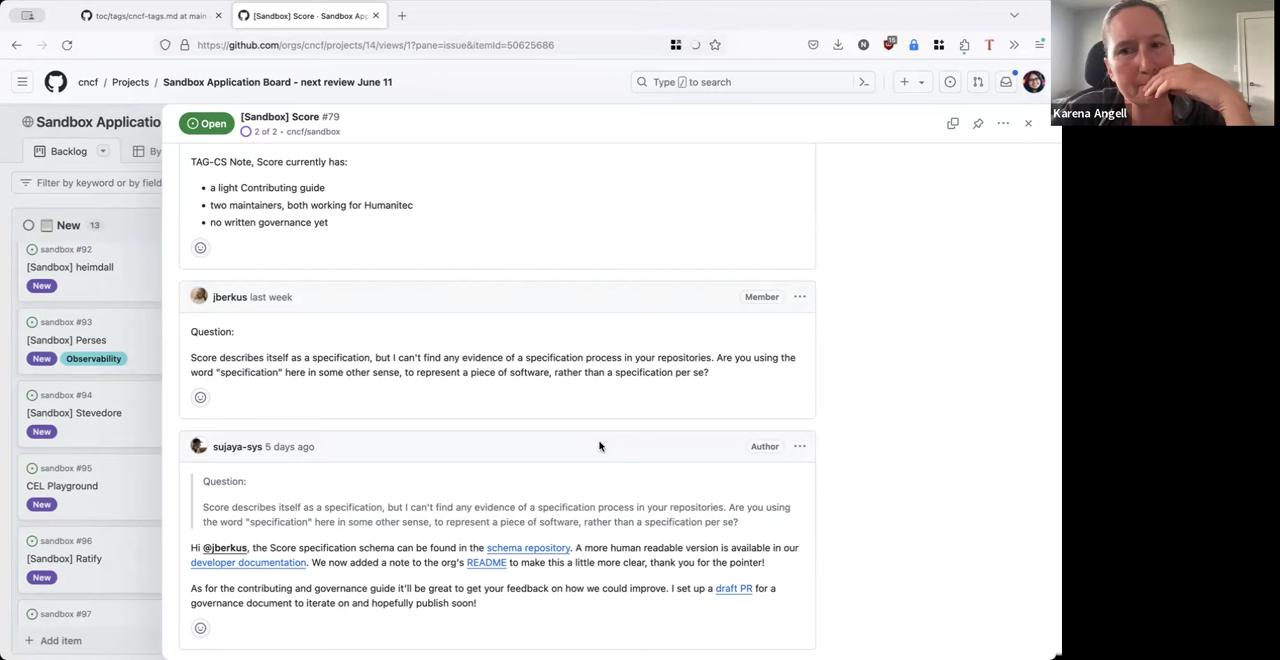 toc/tags/cncf-tags.md at main
[Sandbox] Score · Sandbox App
https://github.com/orgs/cncf/projects/14/views/1?pane=issue&itemId=50625686
15
cncf / Projects / Sandbox Application Board - next review June 11
Type / to search
Sandbox Applicatio
Backlog
By
Filter by keyword or by field
New 13
sandbox #92
[Sandbox] heimdall
New
sandbox #93
[Sandbox] Perses
New Observability
sandbox #94
[Sandbox] Stevedore
New
sandbox #95
CEL Playground
New
sandbox #96
[Sandbox] Ratify
New
sandbox #97
Add item
Open
[Sandbox] Score #79
2 of 2 • cncf/sandbox
TAG-CS Note, Score currently has:
• a light Contributing guide
• two maintainers, both working for Humanitec
• no written governance yet
jberkus last week
Member
Question:
Score describes itself as a specification, but I can't find any evidence of a specification process in your repositories. Are you using the
word "specification" here in some other sense, to represent a piece of software, rather than a specification per se?
sujaya-sys 5 days ago
Author
Question:
Score describes itself as a specification, but I can't find any evidence of a specification process in your repositories. Are you using
the word "specification" here in some other sense, to represent a piece of software, rather than a specification per se?
Hi @jberkus, the Score specification schema can be found in the schema repository. A more human readable version is available in our
developer documentation. We now added a note to the org's README to make this a little more clear, thank you for the pointer!
As for the contributing and governance guide it'll be great to get your feedback on how we could improve. I set up a draft PR for a
governance document to iterate on and hopefully publish soon!
Karena Angell